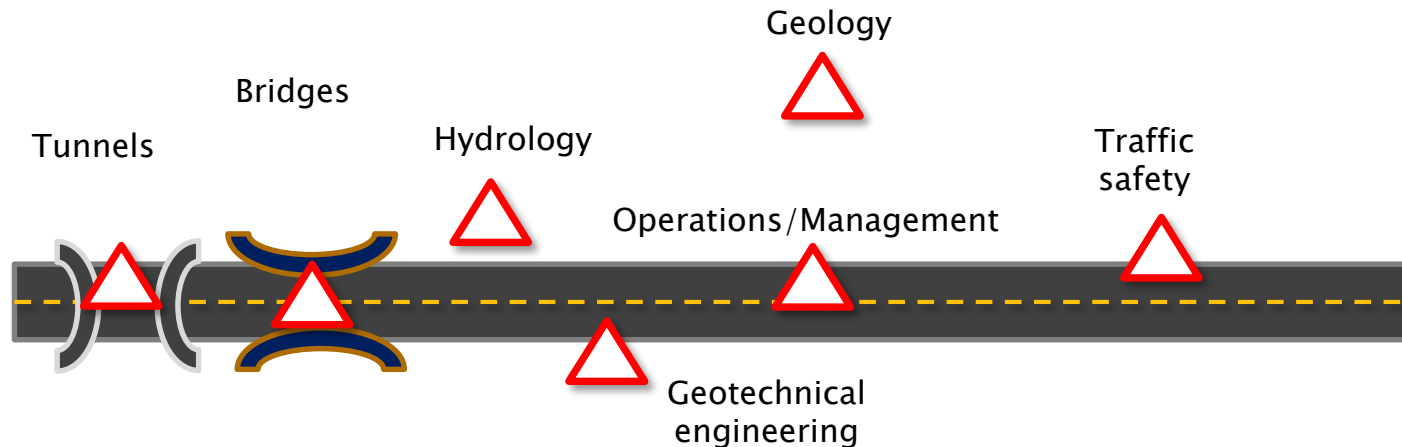 Geology
Bridges
Tunnels
Hydrology
Traffic
safety
Operations/Management
Geotechnical
engineering